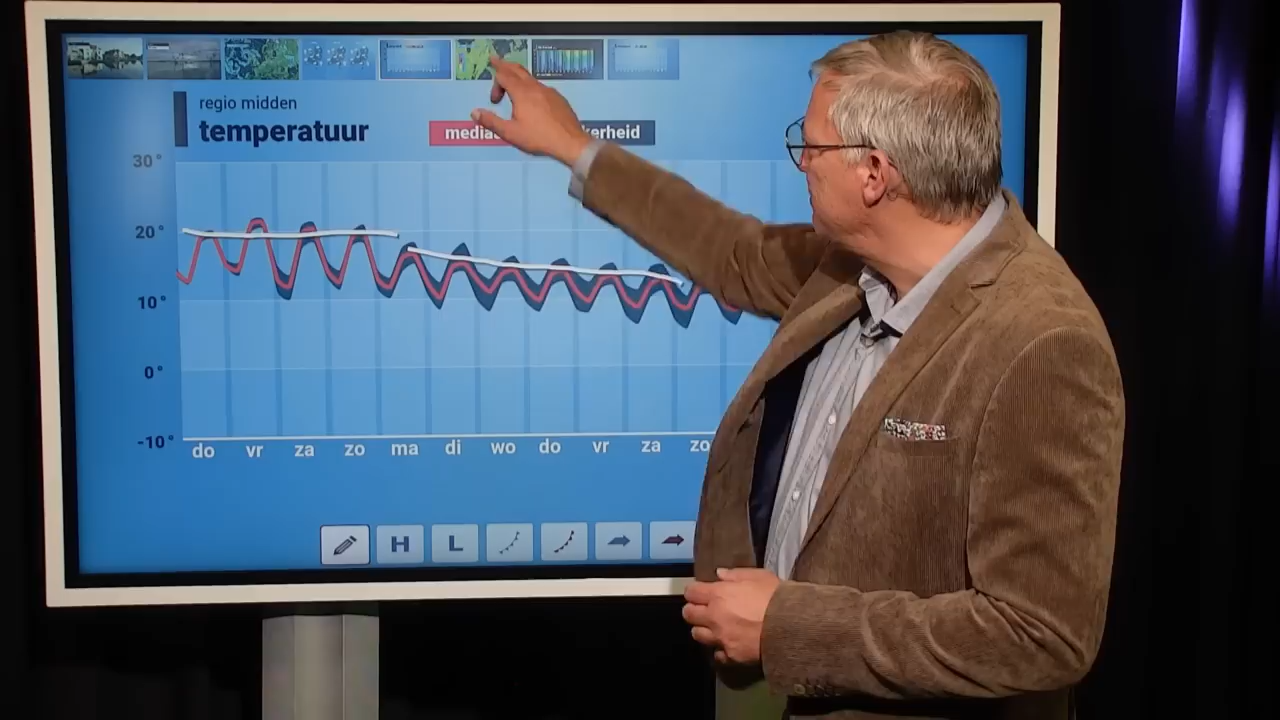 regio midden
temperatuur
media kerheid
30°
20°
10°
0°
-10°
do vr za zo ma di wo do vr za zo
H L